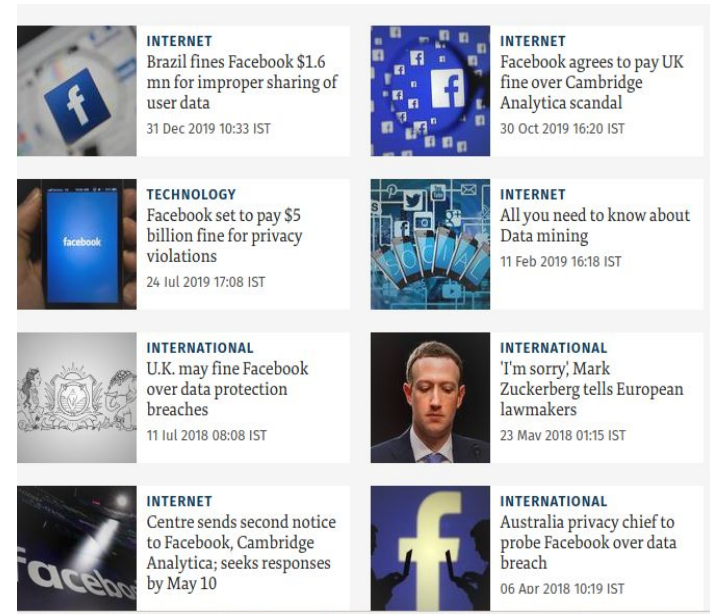 INTERNET
Brazil fines Facebook $1.6
mn for improper sharing of
user data
31 Dec 2019 10:33 IST
INTERNET
Facebook agrees to pay UK
fine over Cambridge
Analytica scandal
30 Oct 2019 16:20 IST
facebook
TECHNOLOGY
Facebook set to pay $5
billion fine for privacy
violations
24 Jul 2019 17:08 IST
SOCIAL
INTERNET
All you need to know about
Data mining
11 Feb 2019 16:18 IST
INTERNATIONAL
U.K. may fine Facebook
over data protection
breaches
11 Jul 2018 08:08 IST
INTERNATIONAL
'I'm sorry', Mark
Zuckerberg tells European
lawmakers
23 May 2018 01:15 IST
facebo
INTERNET
Centre sends second notice
to Facebook, Cambridge
Analytica; seeks responses
by May 10
INTERNATIONAL
Australia privacy chief to
probe Facebook over data
breach
06 Apr 2018 10:19 IST